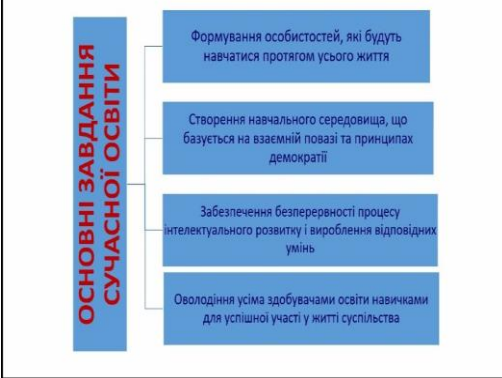 ОСНОВНІ ЗАВДАННЯ
СУЧАСНОЇ ОСВІТИ
Формування особистостей, які будуть
навчатися протягом усього життя
Створення навчального середовища, що
базується на взаємній повазі та принципах
демократії
Забезпечення безперервності процесу
інтелектуального розвитку і вироблення відповідних
умінь
Оволодіння усіма здобувачами освіти навичками
для успішної участі у житті суспільства